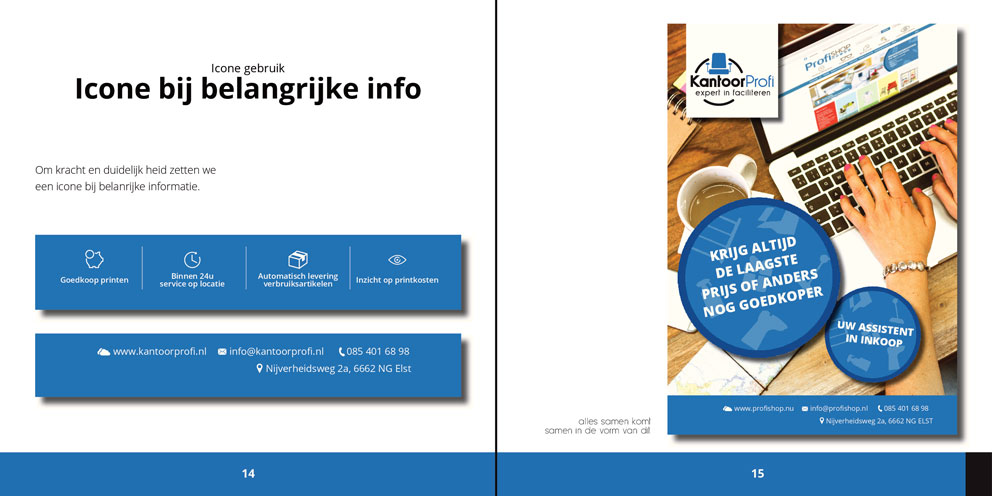 Icone gebruik
Icone bij belangrijke info
Om kracht en duidelijk heid zetten we
een icone bij belanrijke informatie.
Goedkoop printen
Binnen 24u
service op locatie
Automatisch levering
verbruiksartikelen
Inzicht op printkosten
www.kantoorprofi.nl info@kantoorprofi.nl 085 401 68 98
Nijverheidsweg 2a, 6662 NG Elst
14
ProfiSHOP
KantoorProfi
expert in faciliteren
KRIJG ALTIJD
DE LAAGSTE
PRIJS OF ANDERS
NOG GOEDKOPER
UW ASSISTENT
IN INKOOP
www.profishop.nu info@profishop.nl 085 401 68 98
Nijverheidsweg 2a, 6662 NG ELST
alles samen kom!
samen in de vorm van di!
15